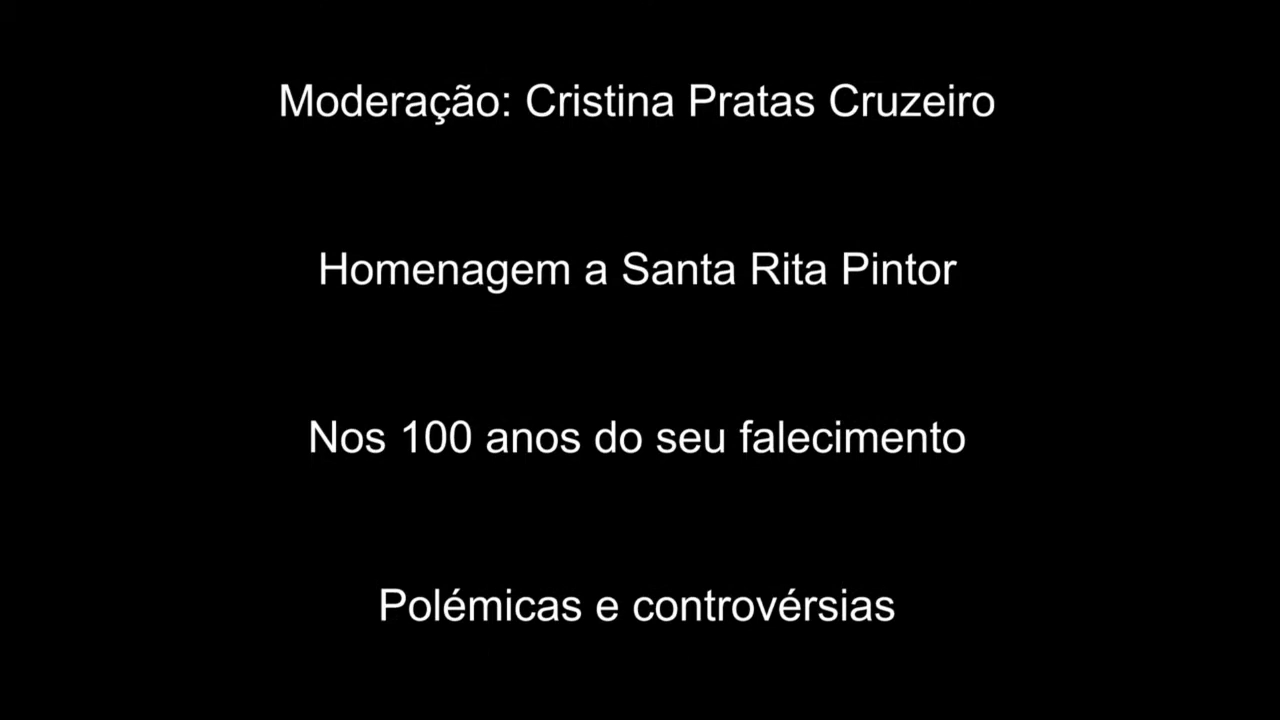 Moderação: Cristina Pratas Cruzeiro
Homenagem a Santa Rita Pintor
Nos 100 anos do seu falecimento
Polémicas e controvérsias